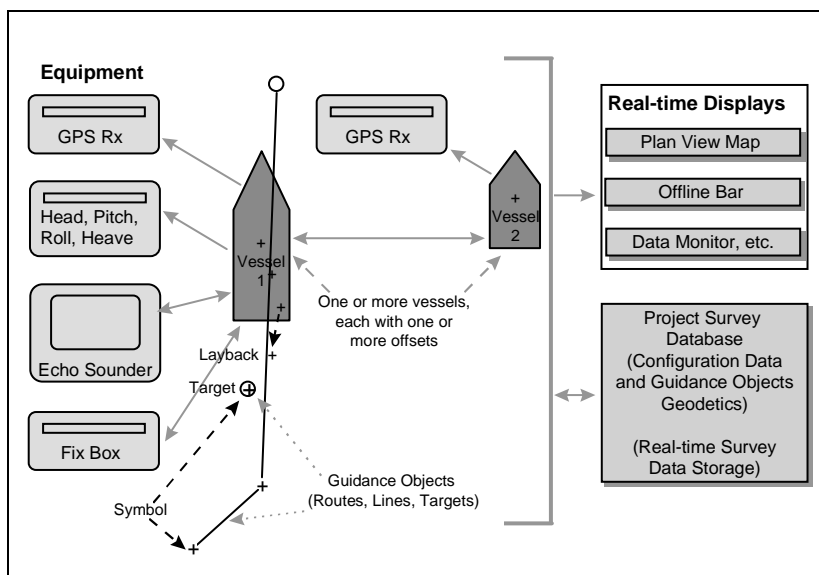 Equipment
GPS Rx
Head, Pitch,
Roll, Heave
Echo Sounder
Fix Box
GPS Rx
Vessel
1
Vessel
2
One or more vessels,
each with one or
more offsets
Layback
Target
Symbol
Guidance Objects
(Routes, Lines, Targets)
Real-time Displays
Plan View Map
Offline Bar
Data Monitor, etc.
Project Survey
Database
(Configuration Data
and Guidance Objects
Geodetics)
(Real-time Survey
Data Storage)